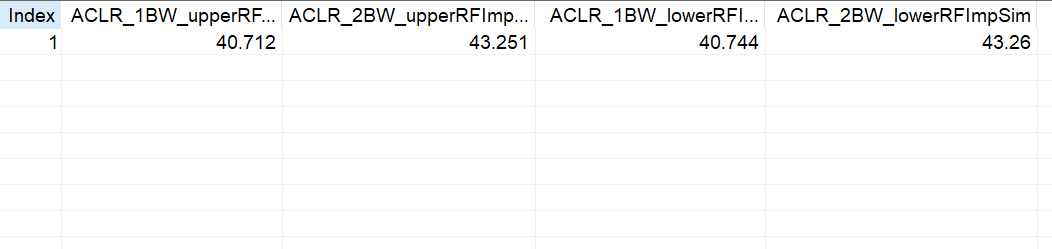 Index ACLR_1BW_upperRF... ACLR_2BW_upperRFImp... ACLR_1BW_lowerRFI... ACLR_2BW_lowerRFImpSim
1 40.712 43.251 40.744 43.26